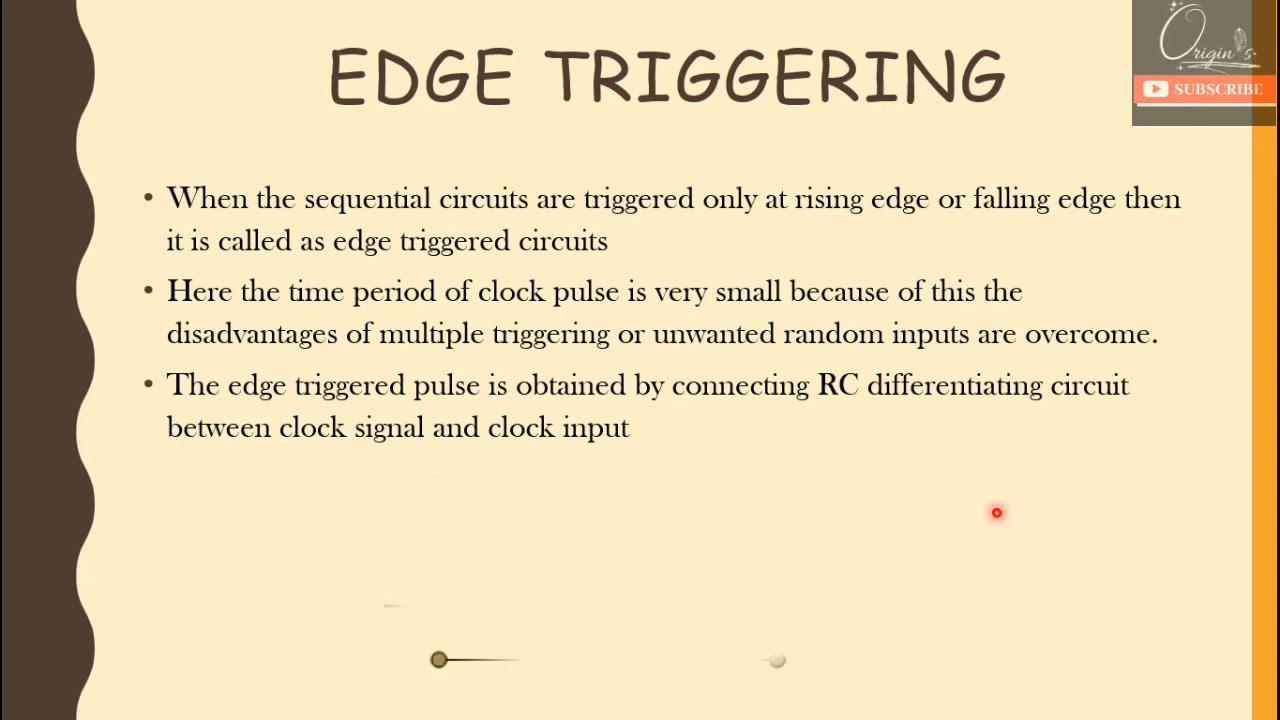 EDGE TRIGGERING
Origin's.
SUBSCRIBE
• When the sequential circuits are triggered only at rising edge or falling edge then
it is called as edge triggered circuits
• Here the time period of clock pulse is very small because of this the
disadvantages of multiple triggering or unwanted random inputs are overcome.
• The edge triggered pulse is obtained by connecting RC differentiating circuit
between clock signal and clock input